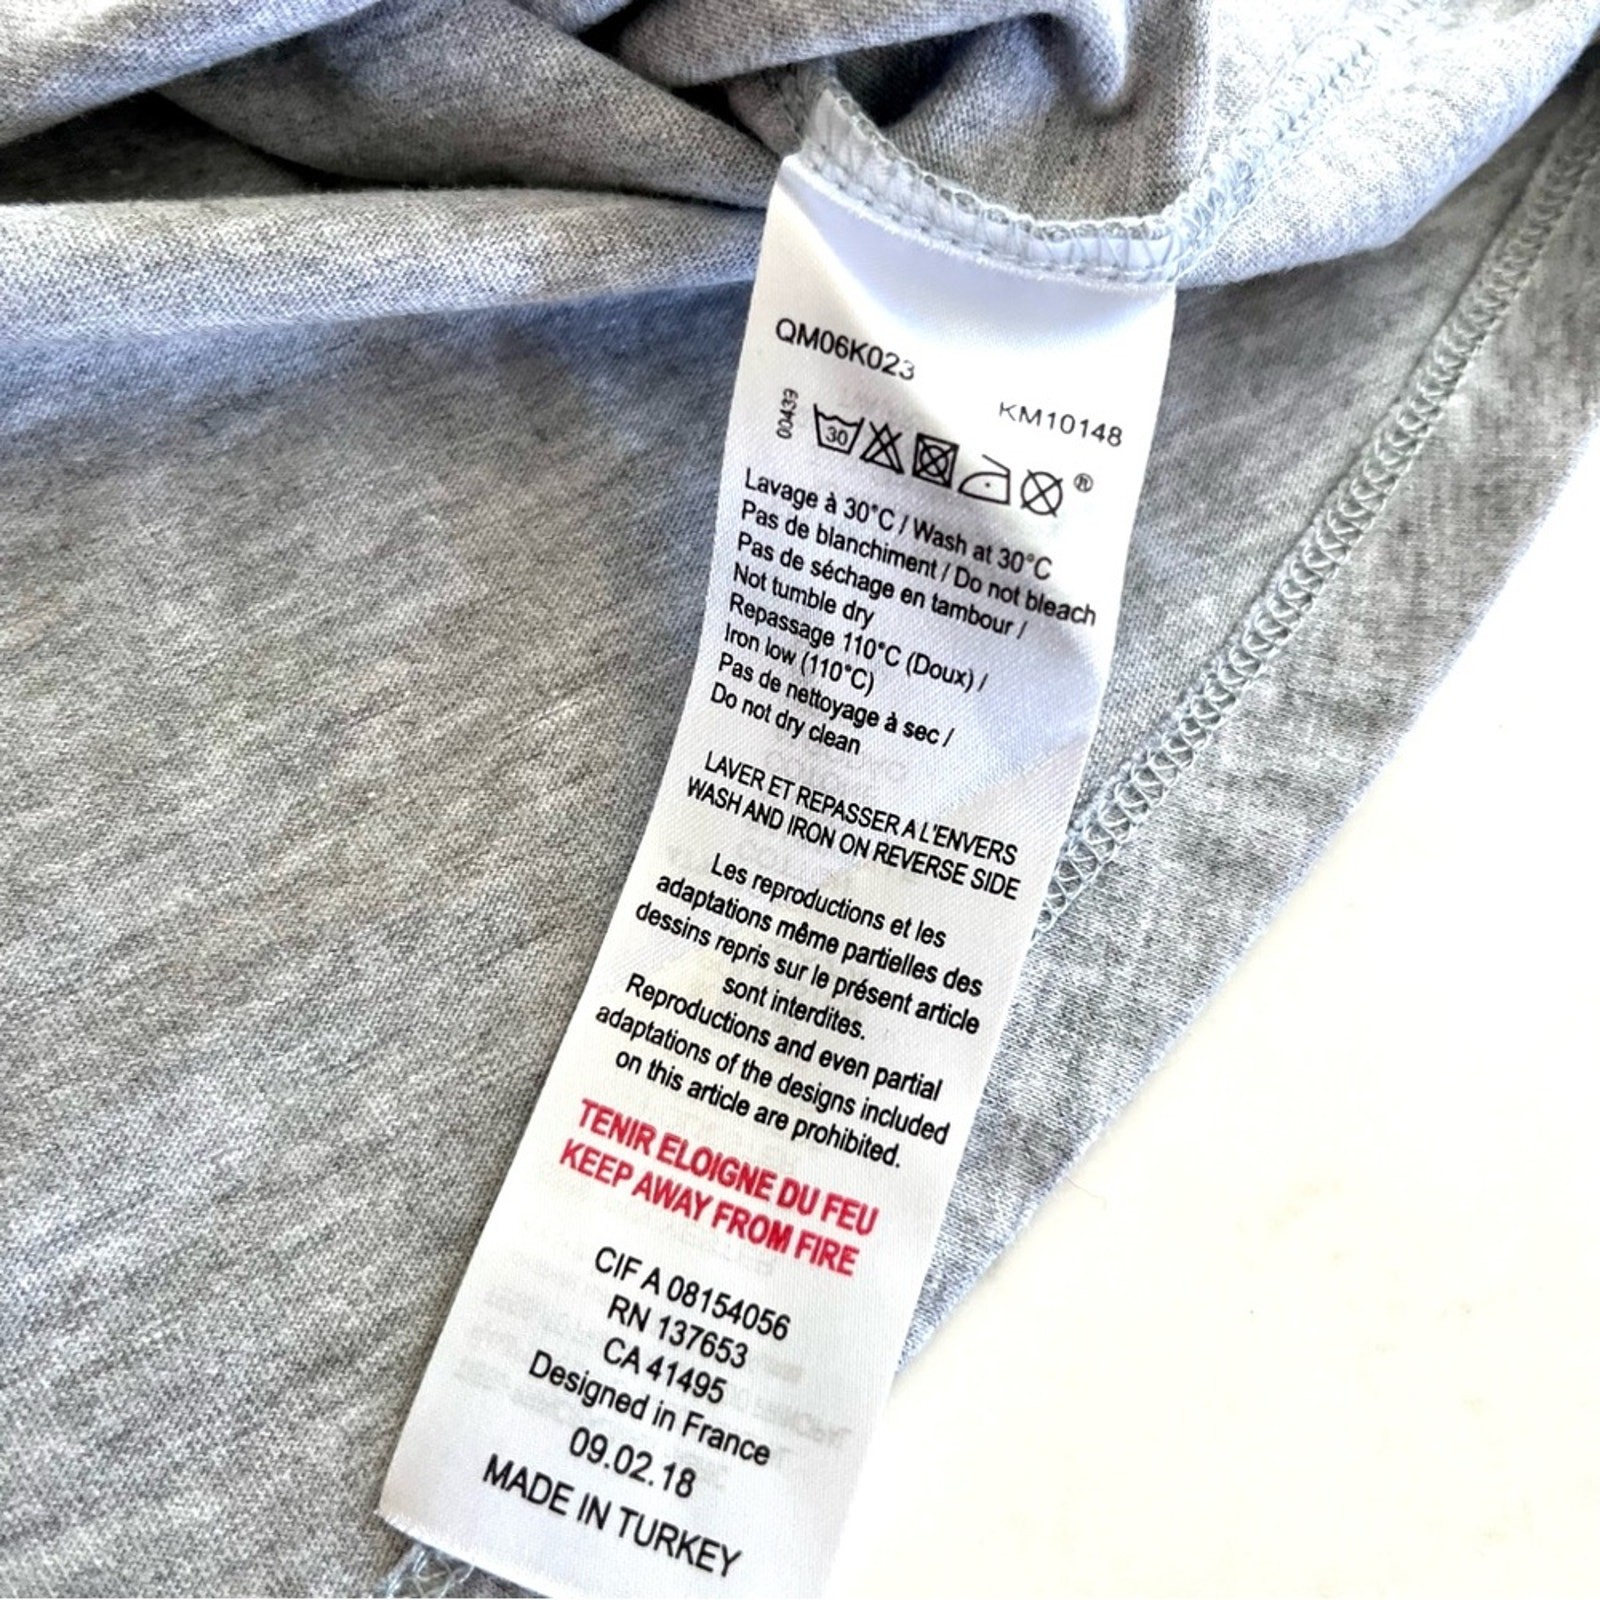 QM06K023
KM10148
00439
30
®
Lavage à 30°C / Wash at 30°C
Pas de blanchiment / Do not bleach
Pas de séchage en tambour /
Not tumble dry
Repassage 110°C (Doux) /
Iron low (110°C)
Pas de nettoyage à sec /
Do not dry clean
LAVER ET REPASSER A L'ENVERS
WASH AND IRON ON REVERSE SIDE
Les reproductions et les
adaptations même partielles des
dessins repris sur le présent article
sont interdites.
Reproductions and even partial
adaptations of the designs included
on this article are prohibited.
TENIR ELOIGNE DU FEU
KEEP AWAY FROM FIRE
CIF A 08154056
RN 137653
CA 41495
Designed in France
09.02.18
MADE IN TURKEY